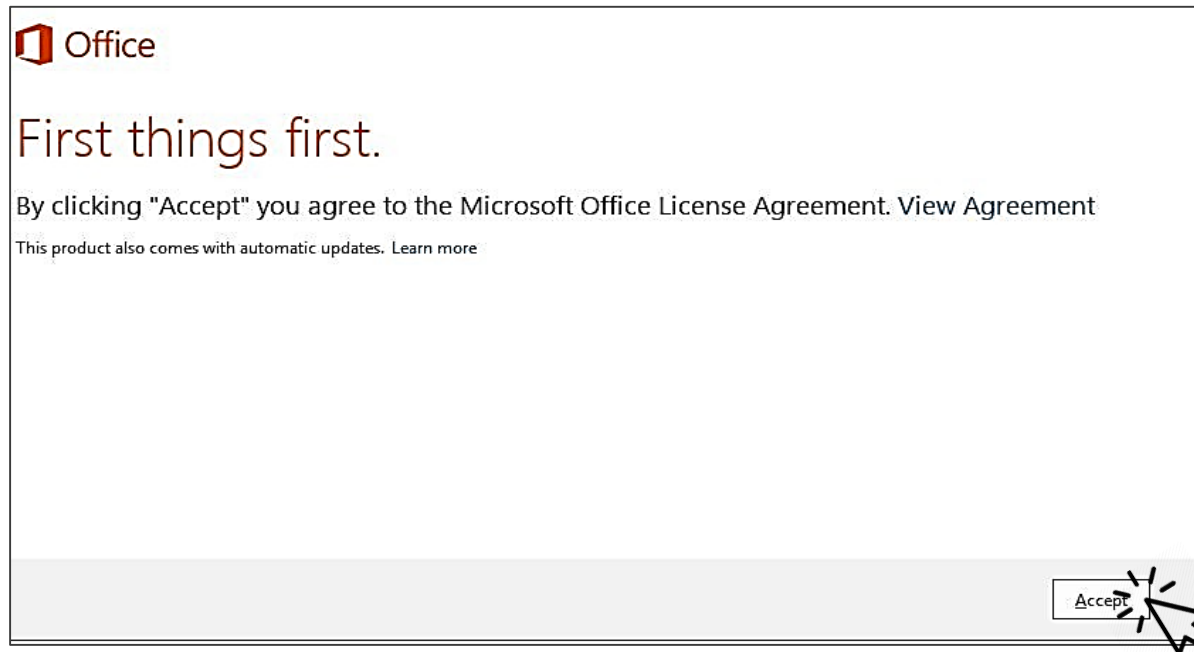 Office
First things first.
By clicking "Accept" you agree to the Microsoft Office License Agreement. View Agreement
This product also comes with automatic updates. Learn more
Accept